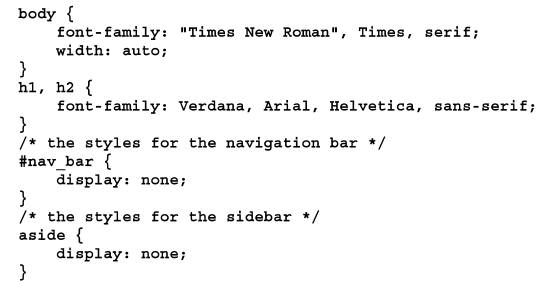 body {
    font-family: "Times New Roman", Times, serif;
    width: auto;
}
h1, h2 {
    font-family: Verdana, Arial, Helvetica, sans-serif;
}
/* the styles for the navigation bar */
#nav_bar {
    display: none;
}
/* the styles for the sidebar */
aside {
    display: none;
}